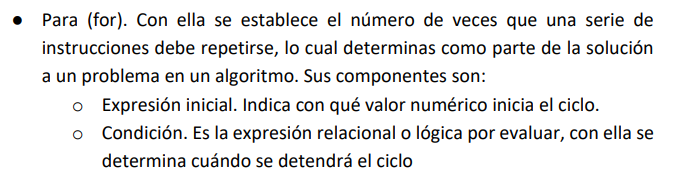 ● Para (for). Con ella se establece el número de veces que una serie de
instrucciones debe repetirse, lo cual determinas como parte de la solución
a un problema en un algoritmo. Sus componentes son:
o Expresión inicial. Indica con qué valor numérico inicia el ciclo.
o Condición. Es la expresión relacional o lógica por evaluar, con ella se
determina cuándo se detendrá el ciclo